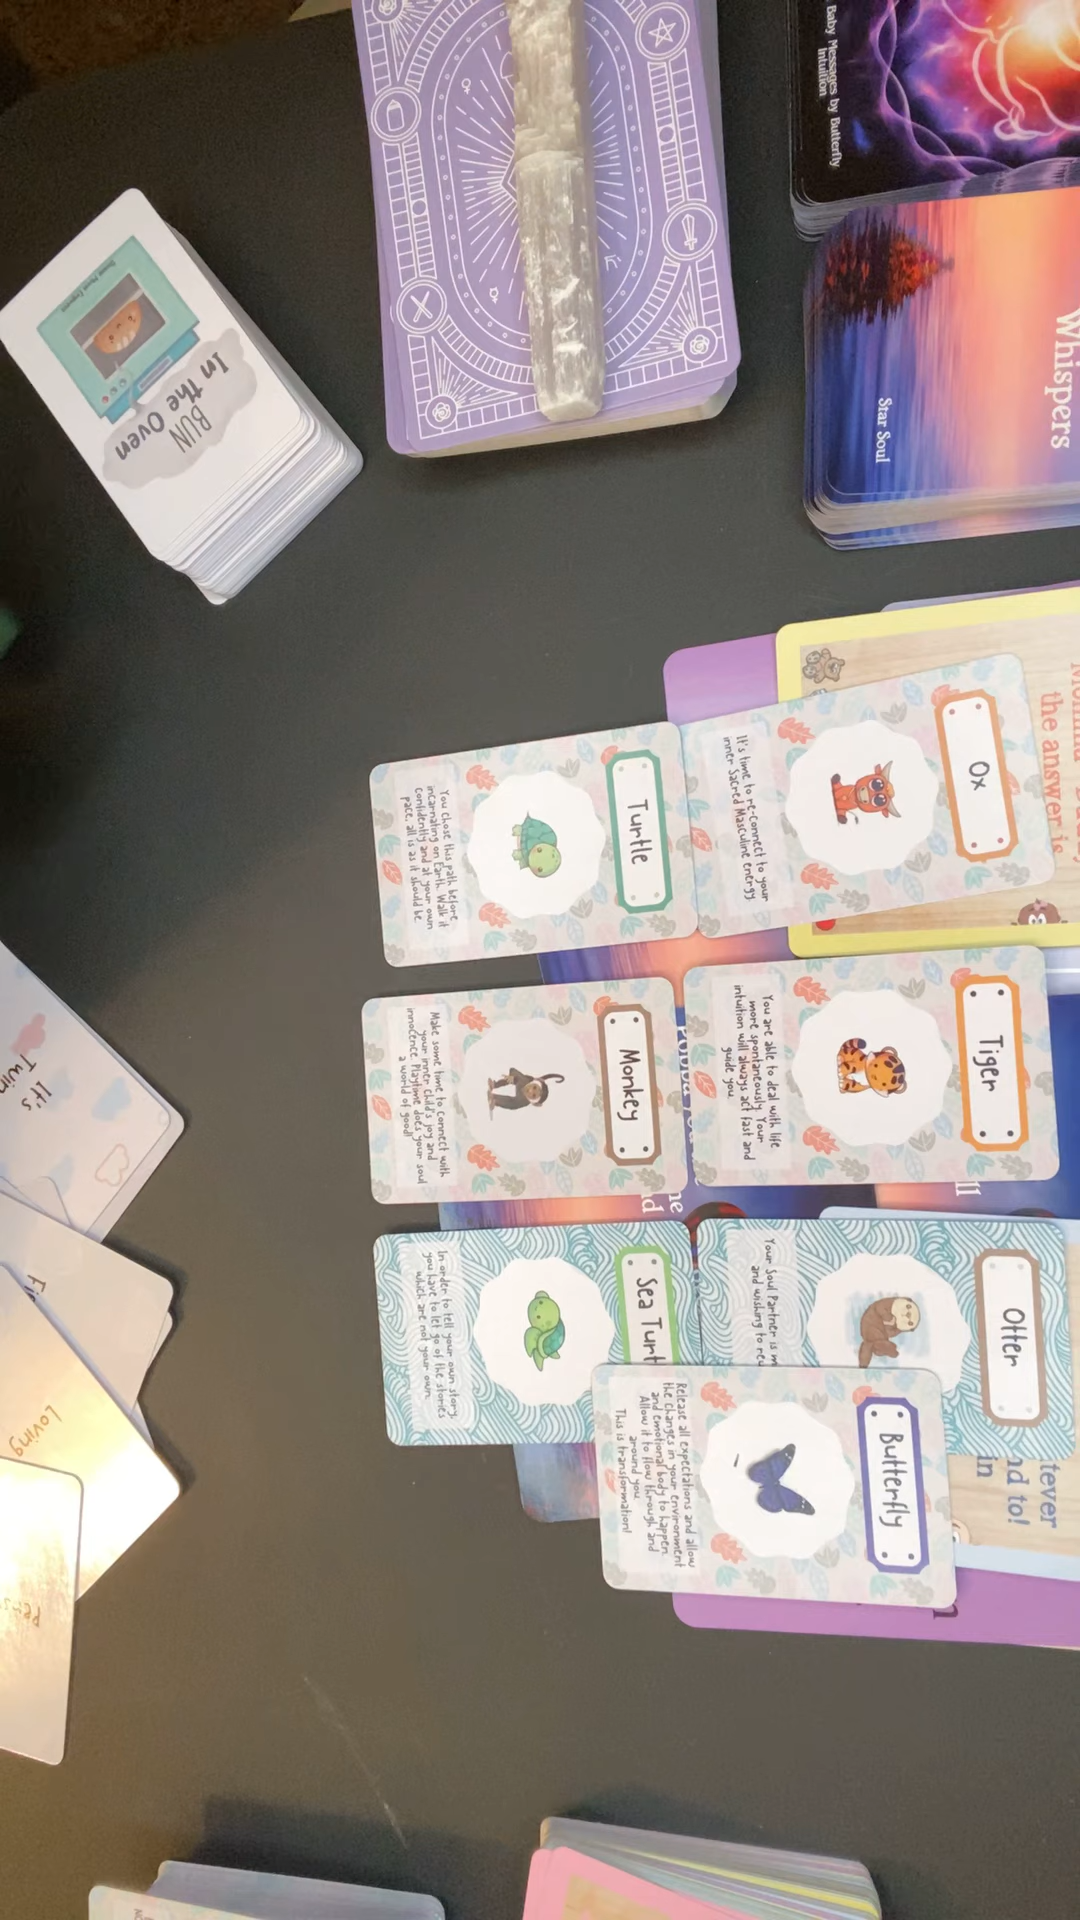 Baby Messages by Butterfly
Intuition
Whispers
Star Soul
BUN
In the Oven
the answer is
Ox
It's time to re-connect to your
inner Sacred Masculine energy
Turtle
You chose this path before
incarnating on Earth. Walk it
confidently and at your own
pace, all is as it should be.
Tiger
You are able to deal with life
more spontaneously. Your
intuition will always act fast and
guide you.
Monkey
Make some time to connect with
your inner child's joy and
innocence. Playtime does your soul
a world of good!
Otter
Your Soul Partner is
and wishing to
Sea
In order to tell your own story,
you have to let go of the stories
which are not your own.
Butterfly
Release all expectations and allow
the changes in your environment
and emotional body to happen.
Allow it to flow through and
around you.
This is transformation!
tever
nd to!
in
It's
Twin
Loving